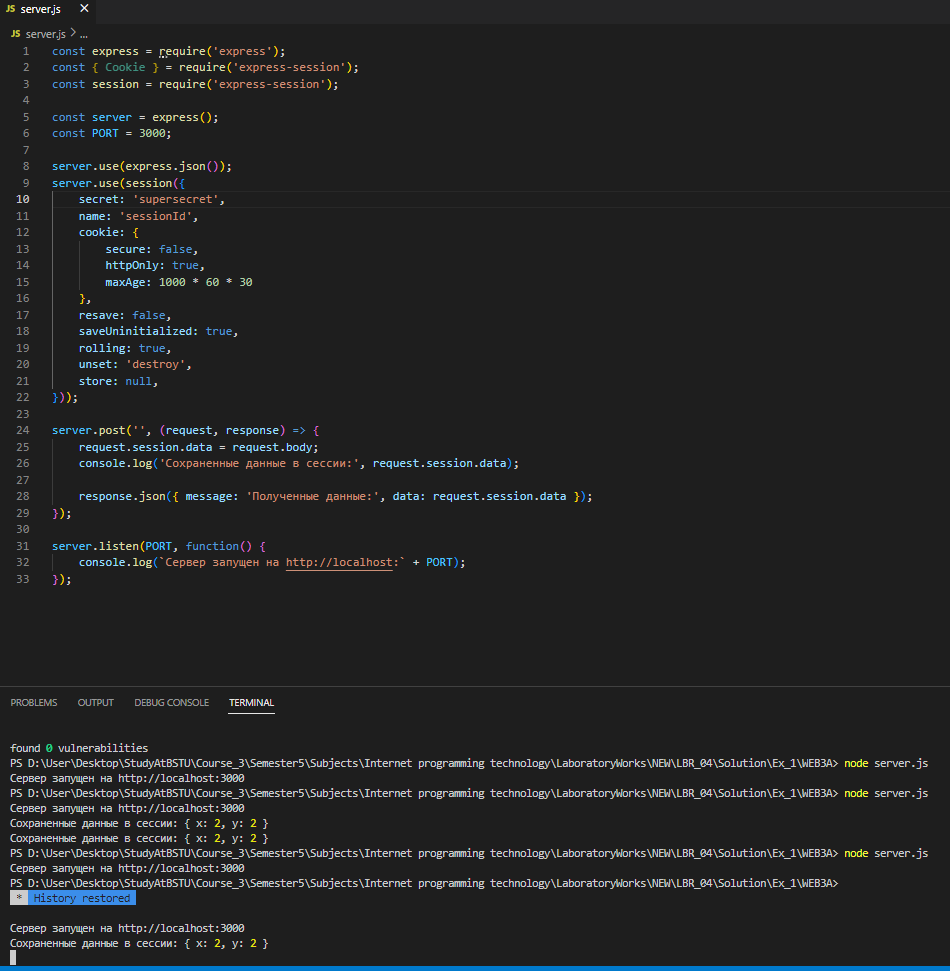 JS server.js ×
JS server.js > ...
1 const express = require('express');
2 const { Cookie } = require('express-session');
3 const session = require('express-session');
4
5 const server = express();
6 const PORT = 3000;
7
8 server.use(express.json());
9 server.use(session({
10     secret: 'supersecret',
11     name: 'sessionId',
12     cookie: {
13         secure: false,
14         httpOnly: true,
15         maxAge: 1000 * 60 * 30
16     },
17     resave: false,
18     saveUninitialized: true,
19     rolling: true,
20     unset: 'destroy',
21     store: null,
22 }));
23
24 server.post('', (request, response) => {
25     request.session.data = request.body;
26     console.log('Сохраненные данные в сессии:', request.session.data);
27
28     response.json({ message: 'Полученные данные:', data: request.session.data });
29 });
30
31 server.listen(PORT, function() {
32     console.log(`Сервер запущен на http://localhost:` + PORT);
33 });
PROBLEMS OUTPUT DEBUG CONSOLE TERMINAL
found 0 vulnerabilities
PS D:\User\Desktop\StudyAtBSTU\Course_3\Semester5\Subjects\Internet programming technology\LaboratoryWorks\NEW\LBR_04\Solution\Ex_1\WEB3A> node server.js
Сервер запущен на http://localhost:3000
PS D:\User\Desktop\StudyAtBSTU\Course_3\Semester5\Subjects\Internet programming technology\LaboratoryWorks\NEW\LBR_04\Solution\Ex_1\WEB3A> node server.js
Сервер запущен на http://localhost:3000
Сохраненные данные в сессии: { x: 2, y: 2 }
Сохраненные данные в сессии: { x: 2, y: 2 }
PS D:\User\Desktop\StudyAtBSTU\Course_3\Semester5\Subjects\Internet programming technology\LaboratoryWorks\NEW\LBR_04\Solution\Ex_1\WEB3A> node server.js
Сервер запущен на http://localhost:3000
PS D:\User\Desktop\StudyAtBSTU\Course_3\Semester5\Subjects\Internet programming technology\LaboratoryWorks\NEW\LBR_04\Solution\Ex_1\WEB3A>
* History restored
Сервер запущен на http://localhost:3000
Сохраненные данные в сессии: { x: 2, y: 2 }